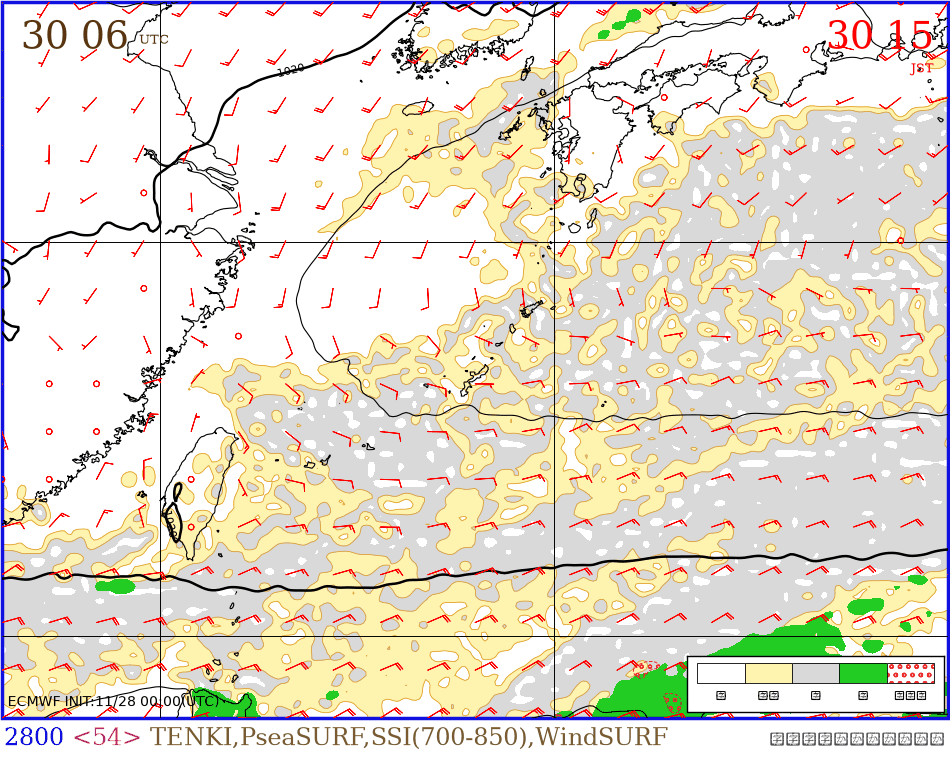 30 06 UTC
30 15
JST
1020
ECMWF INIT:11/28 00:00(UTC)
2800 <54> TENKI,PseaSURF,SSI(700-850),WindSURF